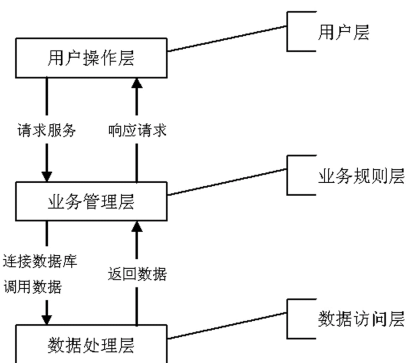 用户层
用户操作层
请求服务
响应请求
业务规则层
业务管理层
连接数据库
调用数据
返回数据
数据访问层
数据处理层